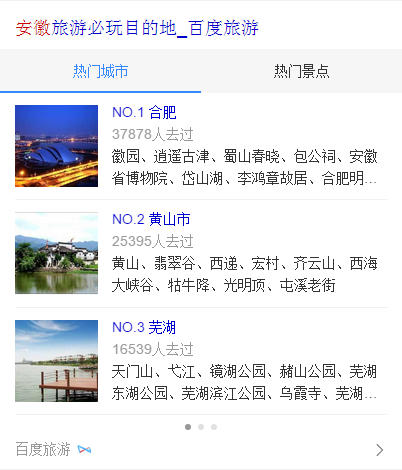 安徽旅游必玩目的地_百度旅游
热门城市
热门景点
NO.1 合肥
37878人去过
徽园、逍遥古津、蜀山春晓、包公祠、安徽
省博物院、岱山湖、李鸿章故居、合肥明...
NO.2 黄山市
25395人去过
黄山、翡翠谷、西递、宏村、齐云山、西海
大峡谷、牯牛降、光明顶、屯溪老街
NO.3 芜湖
16539人去过
天门山、弋江、镜湖公园、赭山公园、芜湖
东湖公园、芜湖滨江公园、乌霞寺、芜湖...
百度旅游